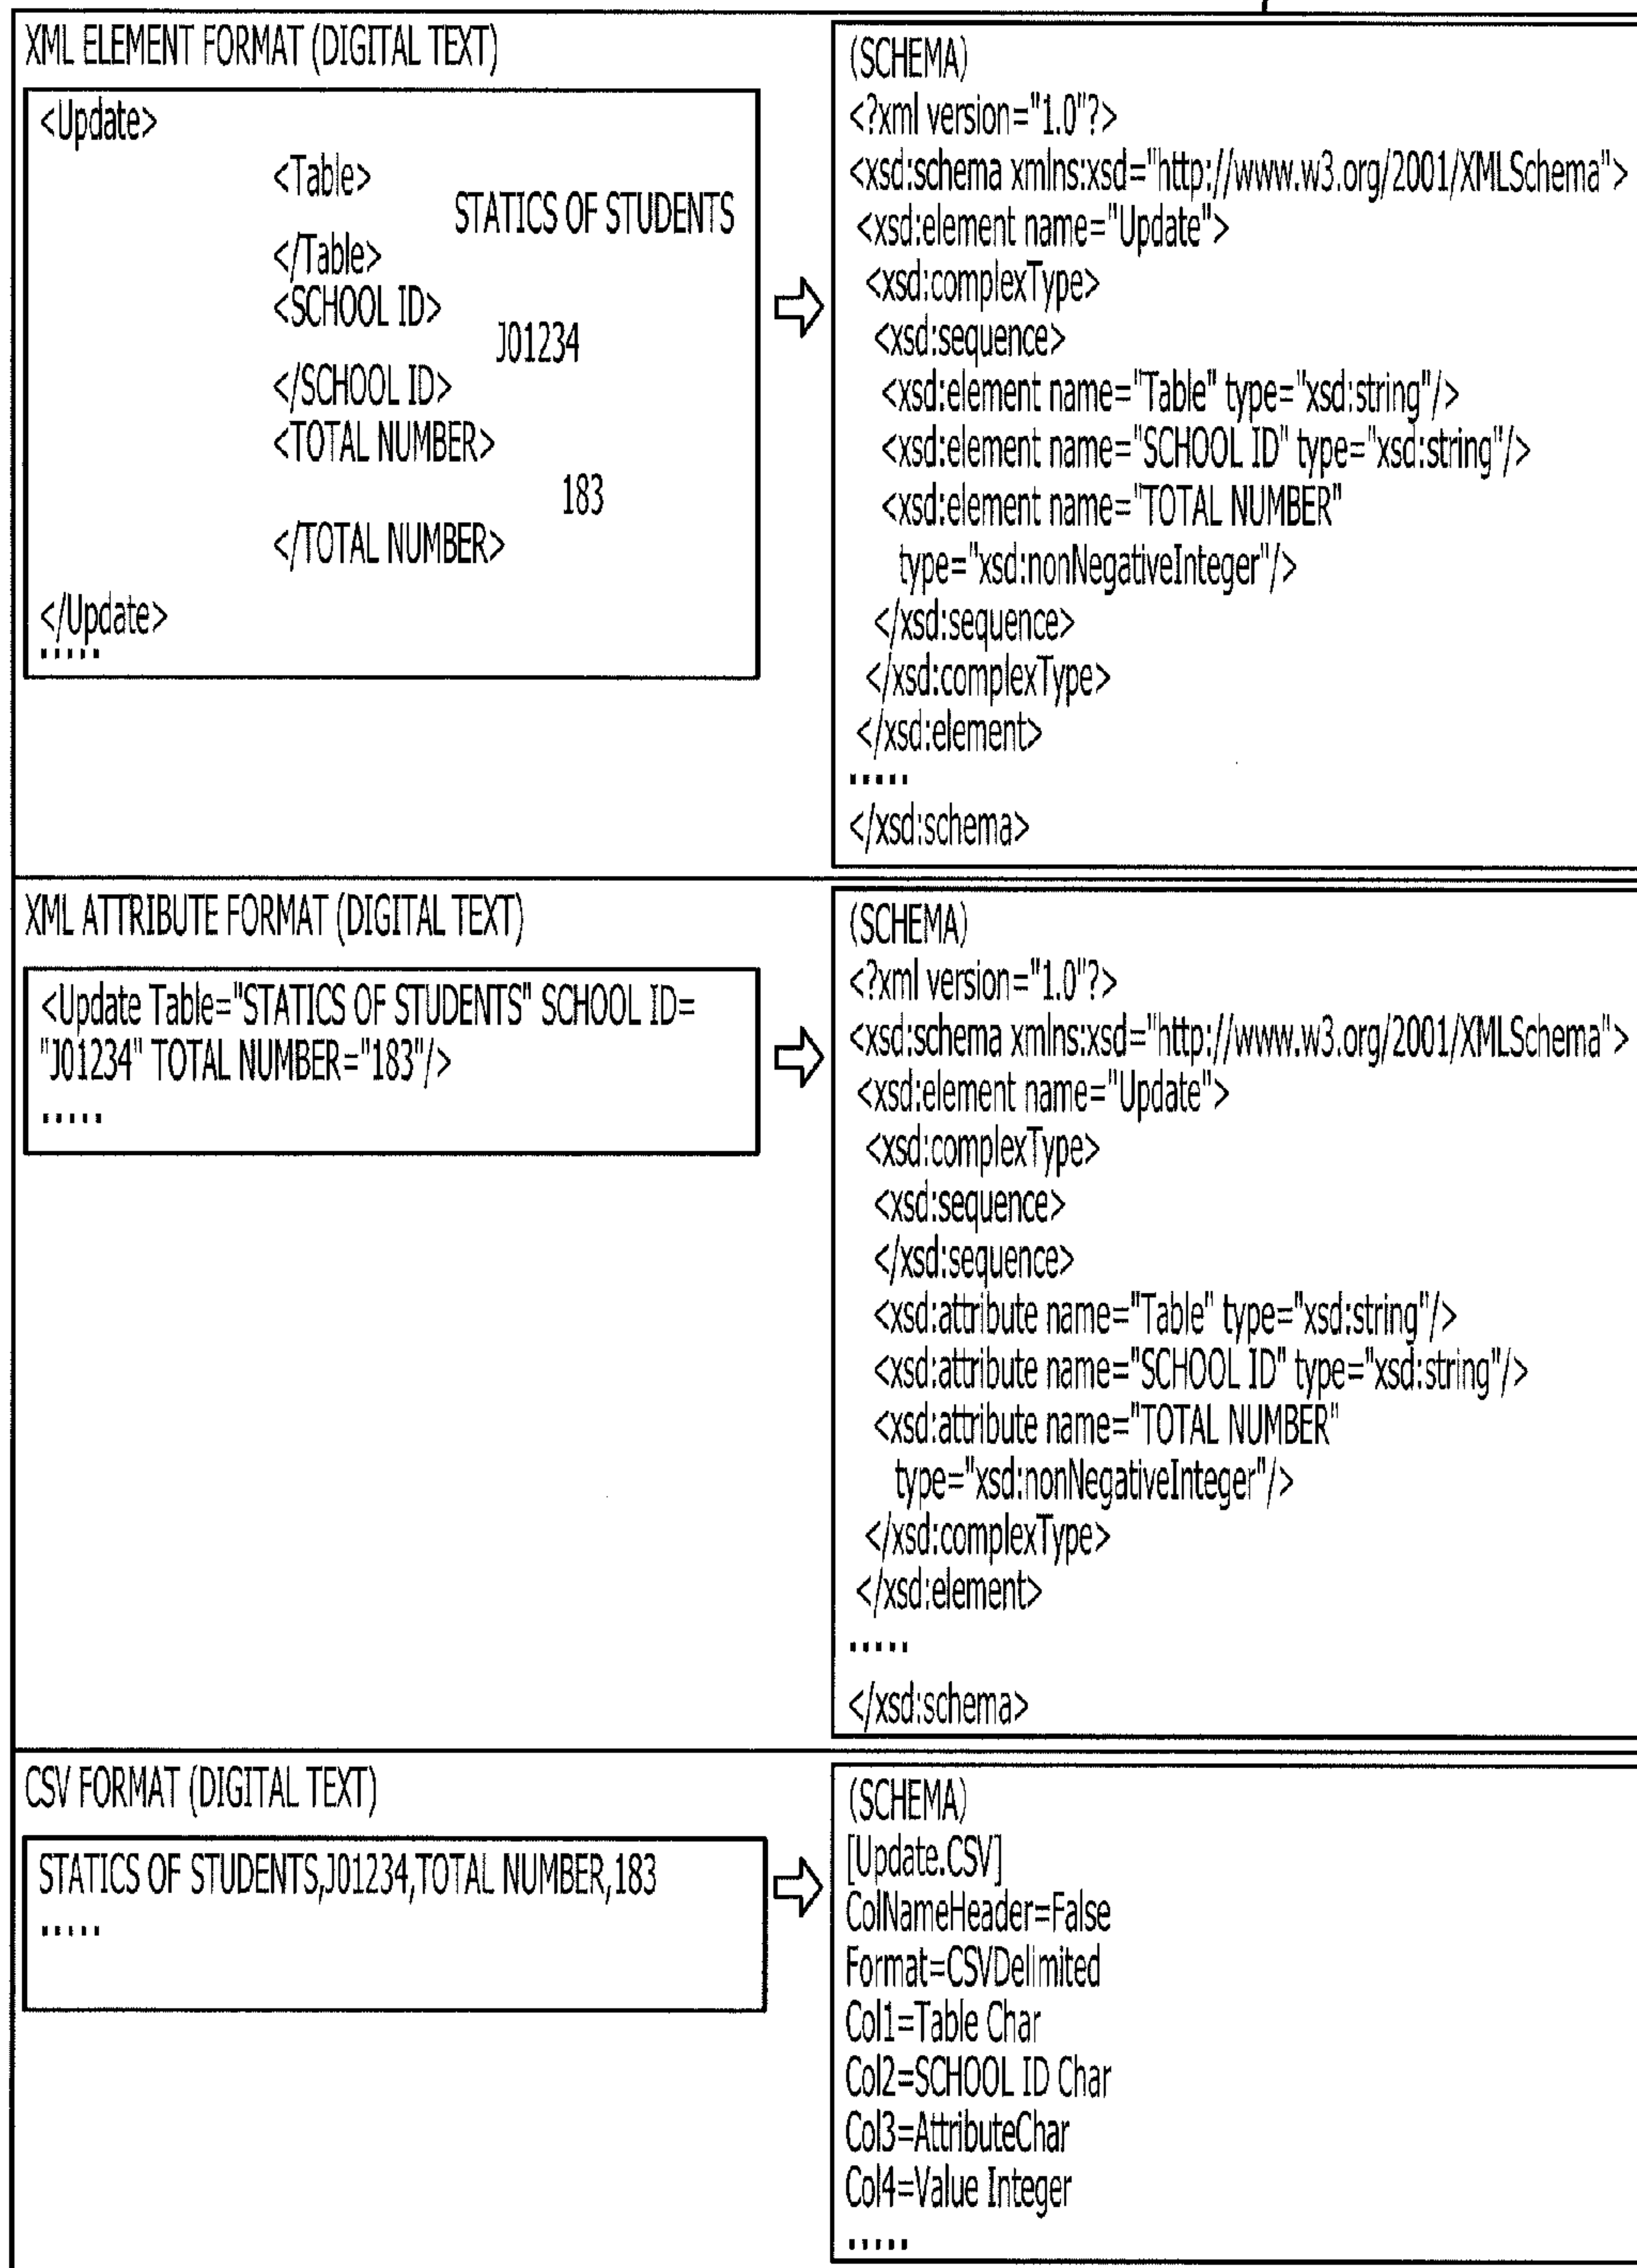 XML ELEMENT FORMAT (DIGITAL TEXT)
<Update>
<Table>
STATICS OF STUDENTS
</Table>
<SCHOOL ID>
J01234
</SCHOOL ID>
<TOTAL NUMBER>
183
</TOTAL NUMBER>
</Update>
.....
(SCHEMA)
<?xml version="1.0"?>
<xsd:schema xmlns:xsd="http://www.w3.org/2001/XMLSchema">
<xsd:element name="Update">
<xsd:complexType>
<xsd:sequence>
<xsd:element name="Table" type="xsd:string"/>
<xsd:element name="SCHOOL ID" type="xsd:string"/>
<xsd:element name="TOTAL NUMBER"
type="xsd:nonNegativeInteger"/>
</xsd:sequence>
</xsd:complexType>
</xsd:element>
.....
</xsd:schema>
XML ATTRIBUTE FORMAT (DIGITAL TEXT)
<Update Table="STATICS OF STUDENTS" SCHOOL ID=
"J01234" TOTAL NUMBER="183"/>
.....
(SCHEMA)
<?xml version="1.0"?>
<xsd:schema xmlns:xsd="http://www.w3.org/2001/XMLSchema">
<xsd:element name="Update">
<xsd:complexType>
<xsd:sequence>
</xsd:sequence>
<xsd:attribute name="Table" type="xsd:string"/>
<xsd:attribute name="SCHOOL ID" type="xsd:string"/>
<xsd:attribute name="TOTAL NUMBER"
type="xsd:nonNegativeInteger"/>
</xsd:complexType>
</xsd:element>
.....
</xsd:schema>
CSV FORMAT (DIGITAL TEXT)
STATICS OF STUDENTS,J01234,TOTAL NUMBER,183
.....
(SCHEMA)
[Update.CSV]
ColNameHeader=False
Format=CSVDelimited
Col1=Table Char
Col2=SCHOOL ID Char
Col3=AttributeChar
Col4=Value Integer
.....